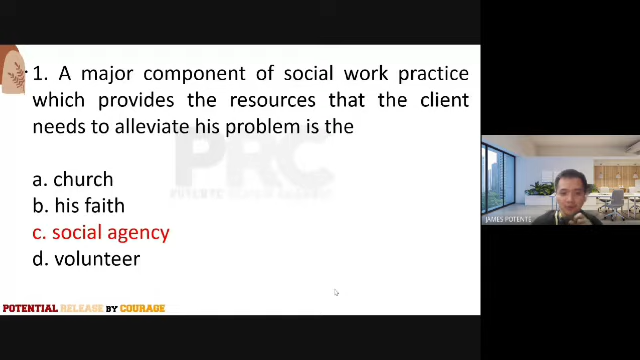 1. A major component of social work practice
which provides the resources that the client
needs to alleviate his problem is the
PRC
a. church
b. his faith
c. social agency
d. volunteer
POTENTIAL RELEASE BY COURAGE
JAMES POTENTE